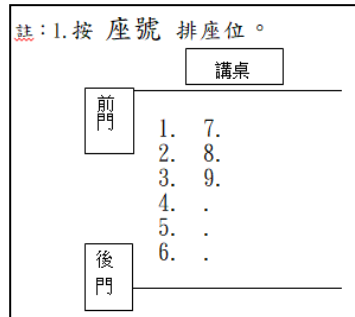 註：1.按 座號 排座位。
講桌
前門
1. 7.
2. 8.
3. 9.
4. .
5. .
6. .
後門